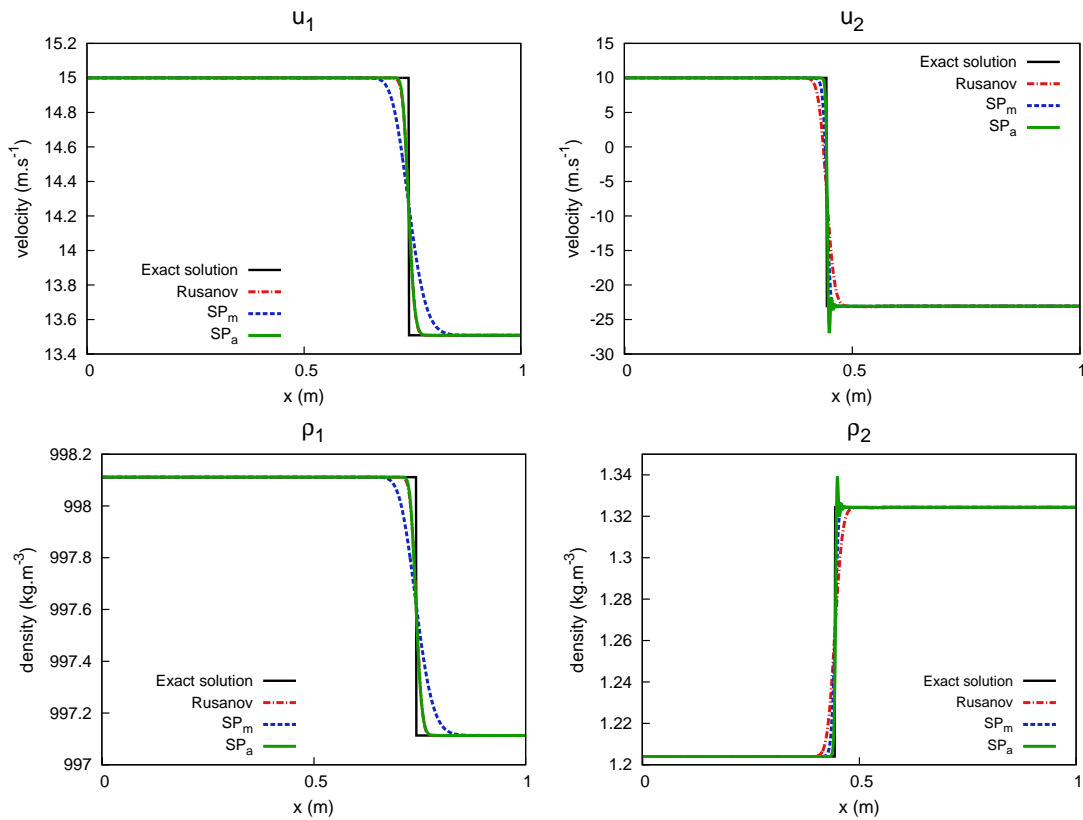 u1
15.2
15
14.8
14.6
14.4
14.2
14
13.8
13.6
13.4
velocity (m.s-1)
Exact solution
Rusanov
SPm
SPa
0
0.5
1
x (m)
u2
15
10
5
0
-5
-10
-15
-20
-25
-30
velocity (m.s-1)
Exact solution
Rusanov
SPm
SPa
0
0.5
1
x (m)
ρ1
998.2
998
997.8
997.6
997.4
997.2
997
density (kg.m-3)
Exact solution
Rusanov
SPm
SPa
0
0.5
1
x (m)
ρ2
1.34
1.32
1.3
1.28
1.26
1.24
1.22
1.2
density (kg.m-3)
Exact solution
Rusanov
SPm
SPa
0
0.5
1
x (m)